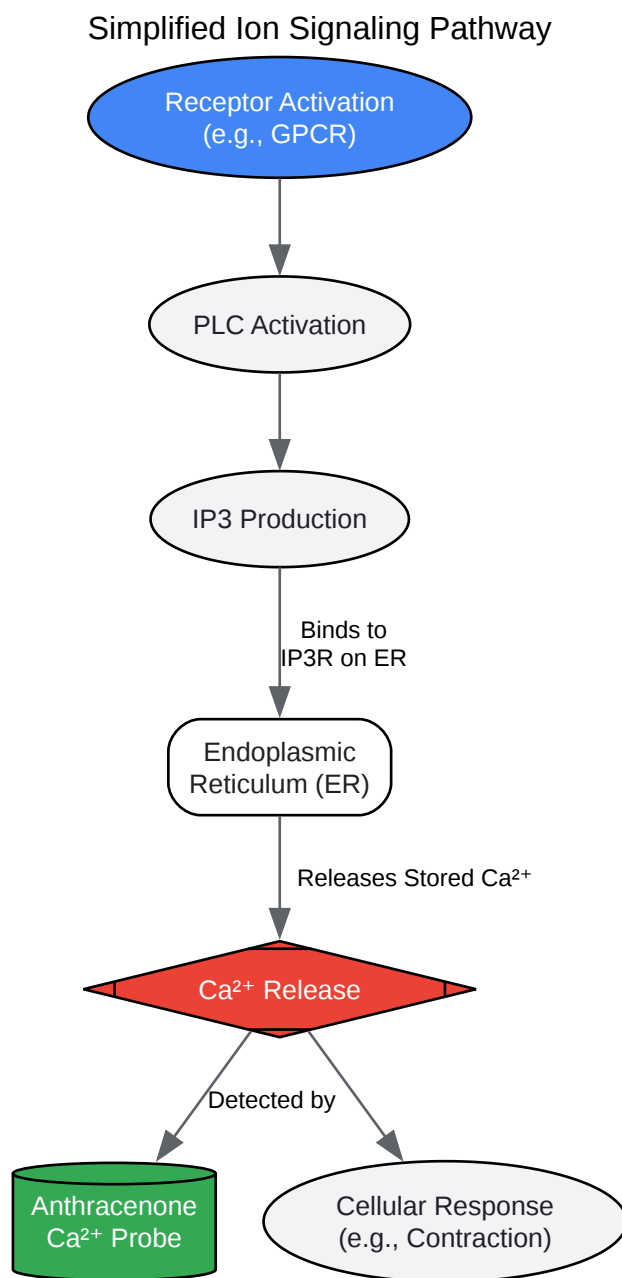 Simplified Ion Signaling Pathway
Receptor Activation
(e.g., GPCR)
PLC Activation
IP3 Production
Binds to
IP3R on ER
Endoplasmic
Reticulum (ER)
Releases Stored Ca²⁺
Ca²⁺ Release
Detected by
Anthracenone
Ca²⁺ Probe
Cellular Response
(e.g., Contraction)